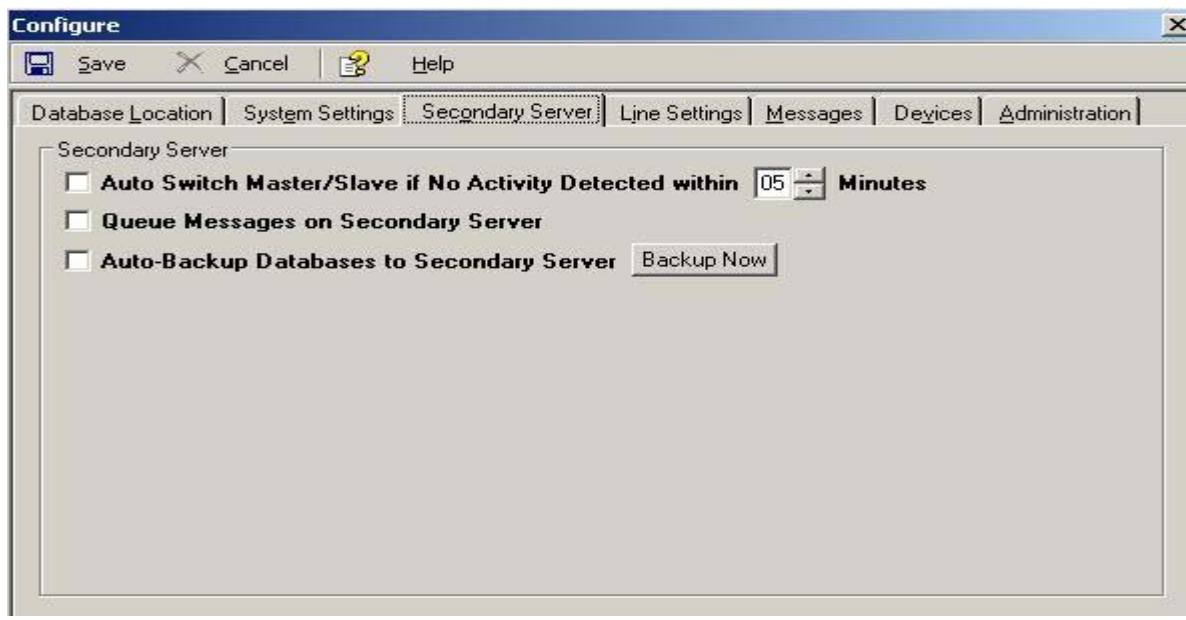 Configure
Save Cancel Help
Database Location System Settings Secondary Server Line Settings Messages Devices Administration
Secondary Server
Auto Switch Master/Slave if No Activity Detected within 05 Minutes
Queue Messages on Secondary Server
Auto-Backup Databases to Secondary Server Backup Now